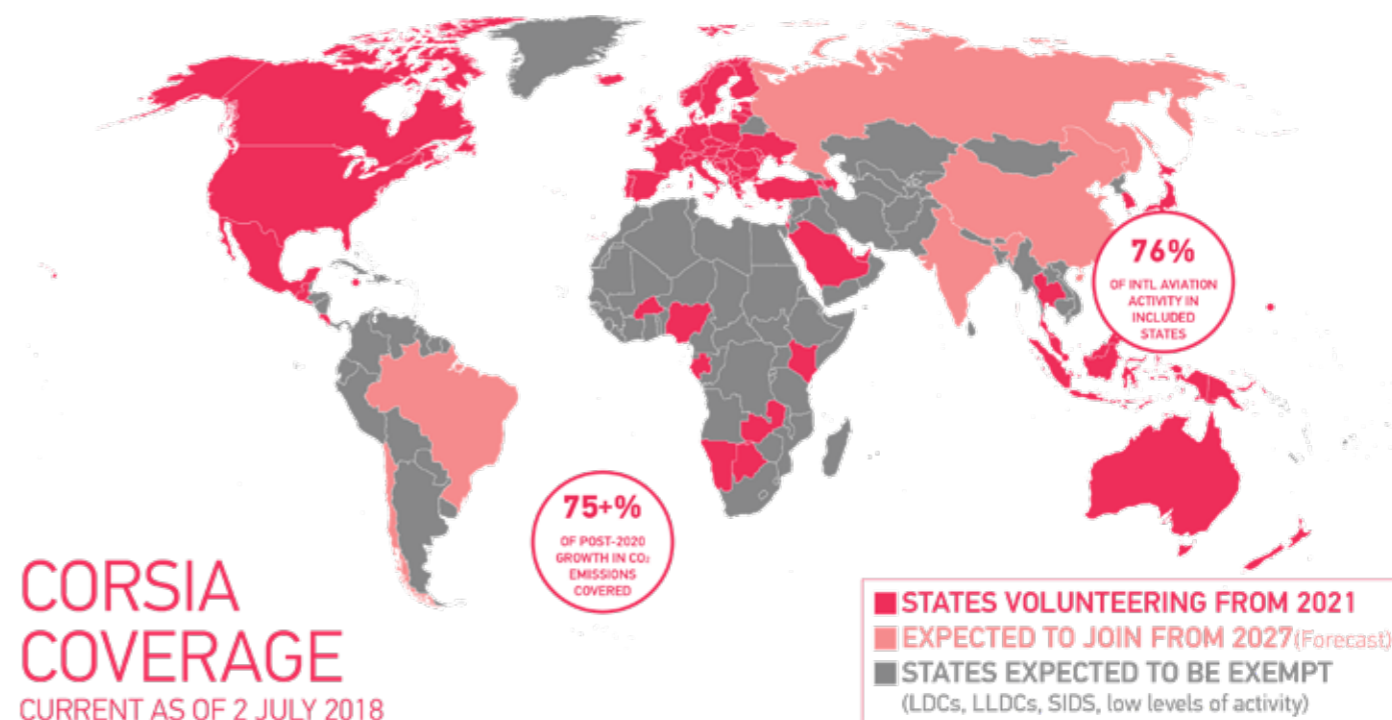 76%
OF INTL AVIATION
ACTIVITY IN
INCLUDED
STATES
75+%
OF POST-2020
GROWTH IN CO₂
EMISSIONS
COVERED
CORSIA
COVERAGE
CURRENT AS OF 2 JULY 2018
STATES VOLUNTEERING FROM 2021
EXPECTED TO JOIN FROM 2027(Forecast)
STATES EXPECTED TO BE EXEMPT
(LDCs, LLDCs, SIDS, low levels of activity)